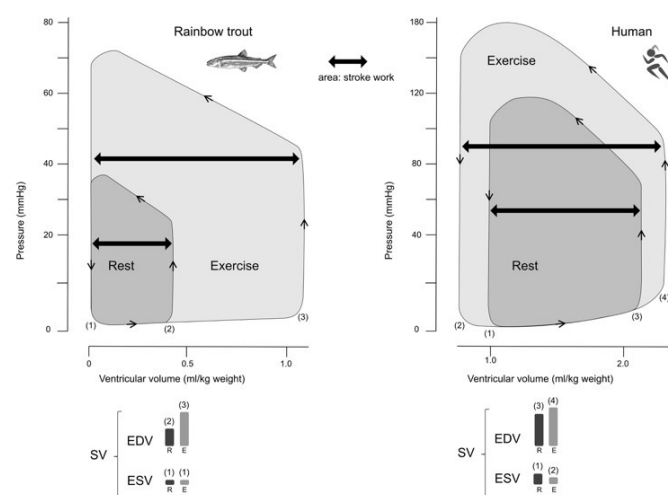 Rainbow trout
area: stroke work
80
60
40
20
0
Pressure (mmHg)
Rest
Exercise
(1)
(2)
(3)
0
0.5
1.0
Ventricular volume (ml/kg weight)
SV
EDV
(2)
(3)
R
E
ESV
(1)
(1)
R
E
Human
180
120
80
40
0
Pressure (mmHg)
Exercise
Rest
(2)
(1)
(3)
(4)
1.0
2.0
Ventricular volume (ml/kg weight)
SV
EDV
(3)
(4)
R
E
ESV
(1)
(2)
R
E